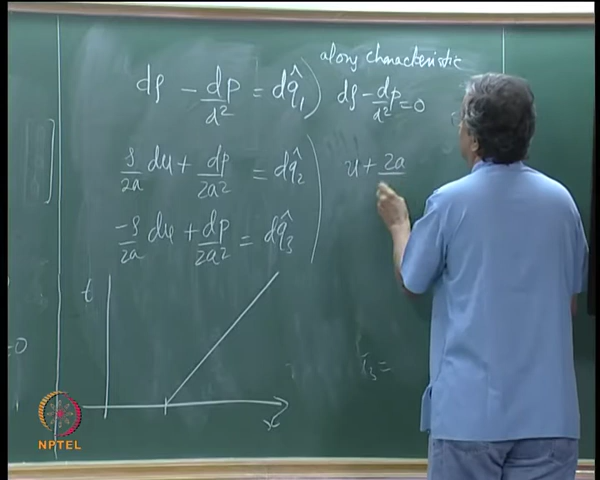 along characteristic
dρ - dp/a² = dq̂₁) dρ - dp/a² = 0
ρ/2a du + dp/2a² = dq̂₂ u + 2a
-ρ/2a du + dp/2a² = dq̂₃
t
= 0
r₃ =
x
NPTEL